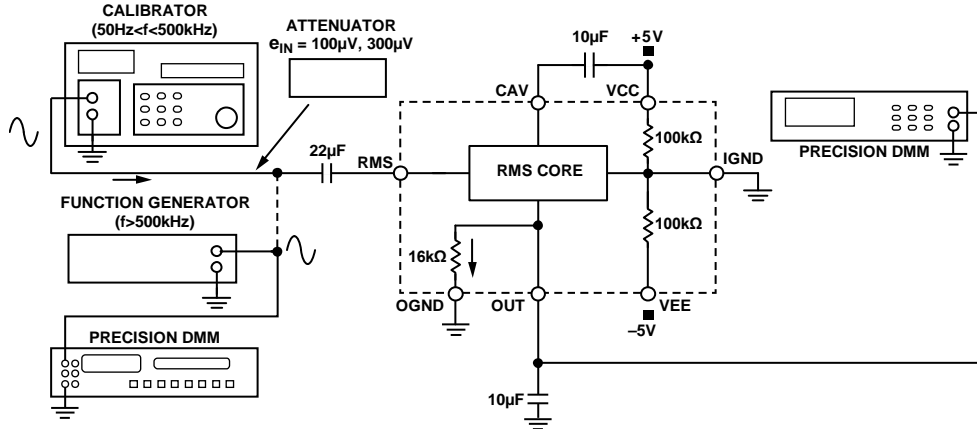 CALIBRATOR
(50Hz<f<500kHz)
ATTENUATOR
eIN = 100µV, 300µV
10µF
+5V
CAV
VCC
100kΩ
PRECISION DMM
22µF
RMS
RMS CORE
IGND
FUNCTION GENERATOR
(f>500kHz)
100kΩ
16kΩ
OGND
OUT
VEE
–5V
PRECISION DMM
10µF